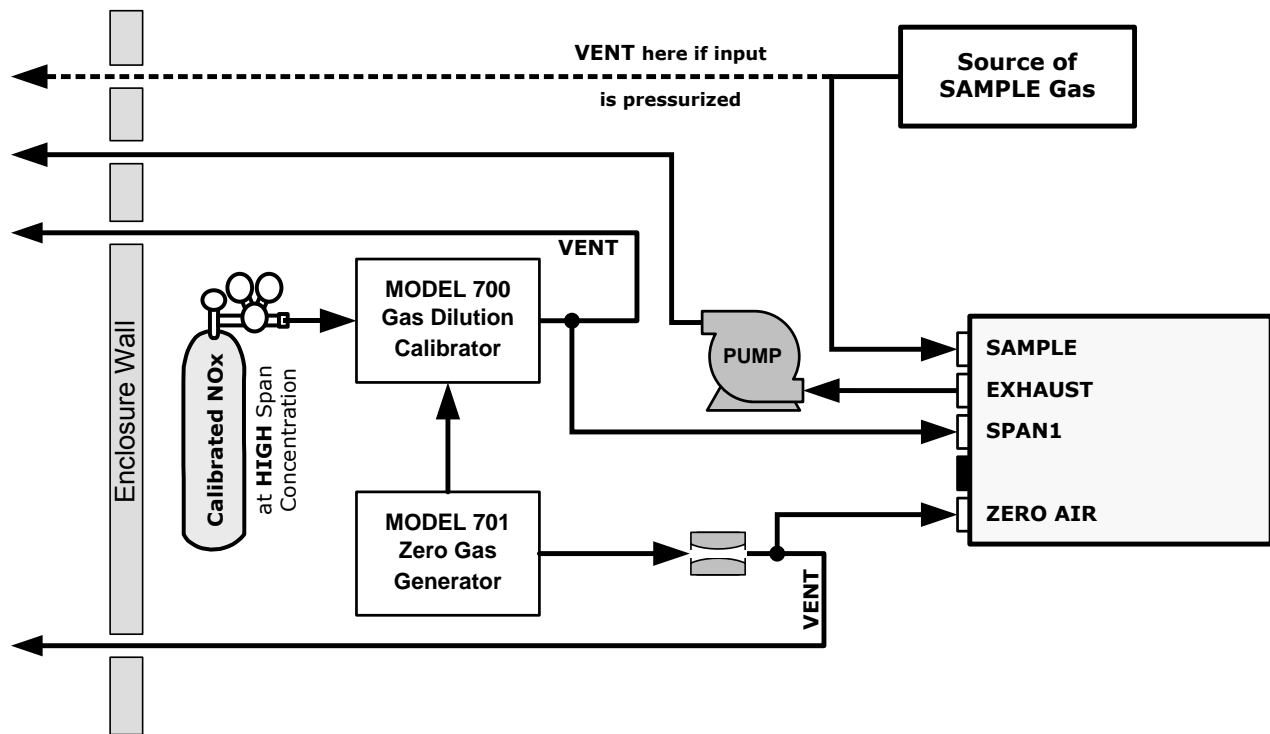 VENT here if input
is pressurized
Source of
SAMPLE Gas
VENT
Enclosure Wall
Calibrated NOx
at HIGH Span
Concentration
MODEL 700
Gas Dilution
Calibrator
PUMP
SAMPLE
EXHAUST
SPAN1
ZERO AIR
MODEL 701
Zero Gas
Generator
VENT